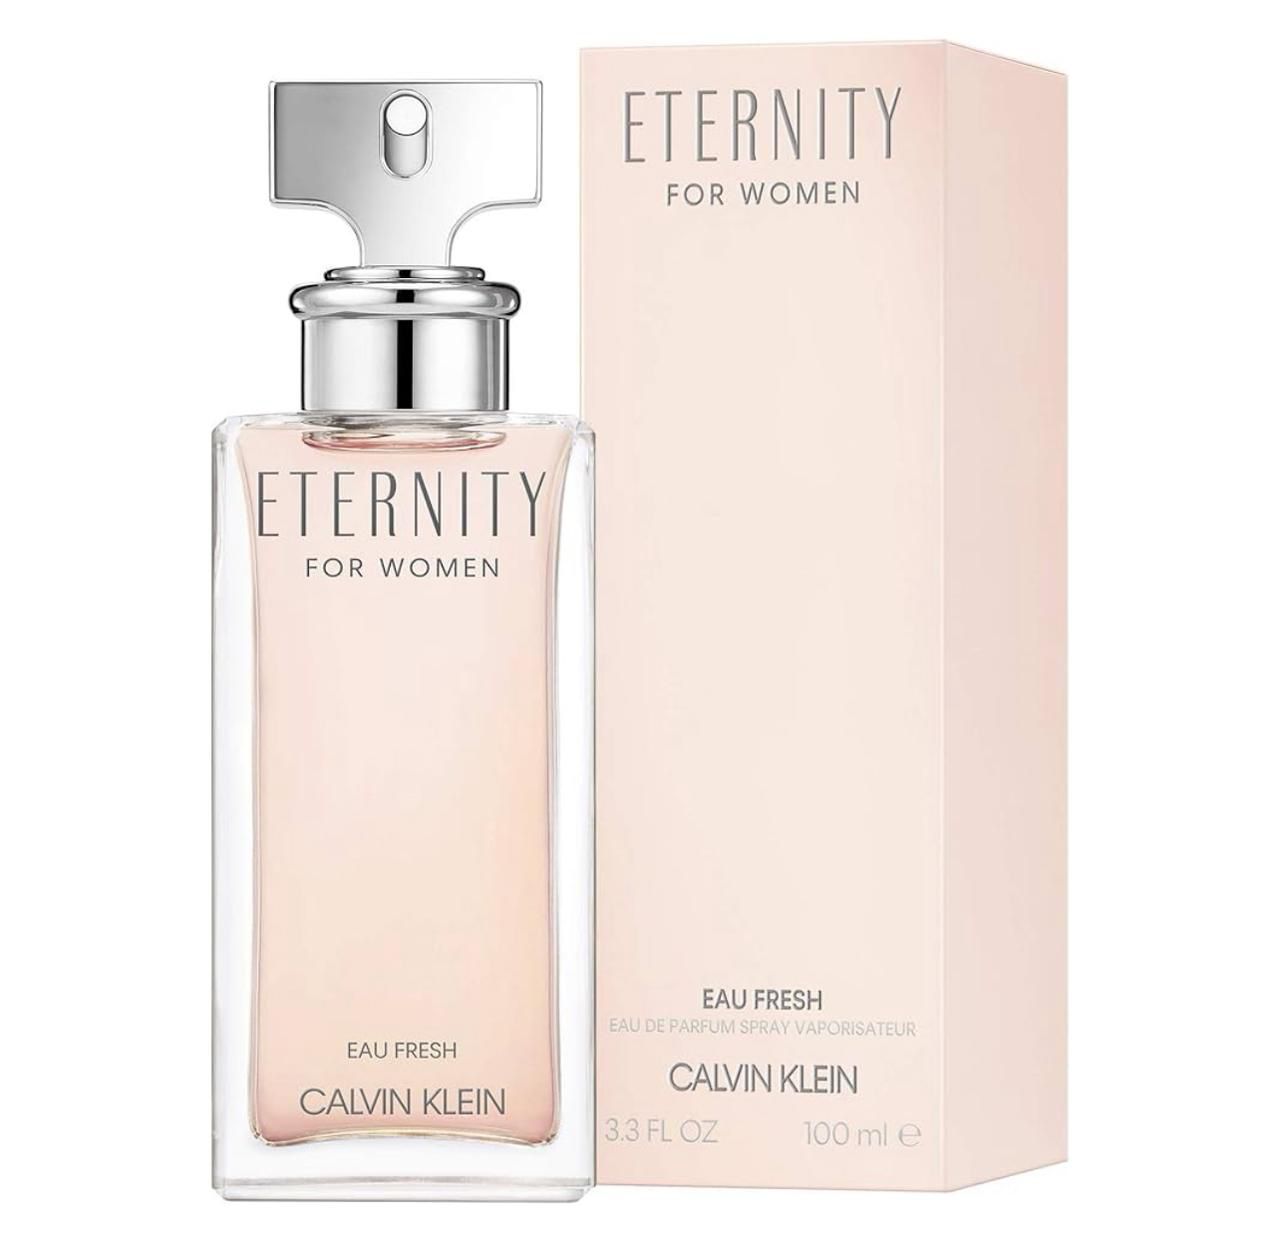 ETERNITY
FOR WOMEN
EAU FRESH
CALVIN KLEIN
ETERNITY
FOR WOMEN
EAU FRESH
EAU DE PARFUM SPRAY VAPORISATEUR
CALVIN KLEIN
3.3 FL OZ 100 ml ℮